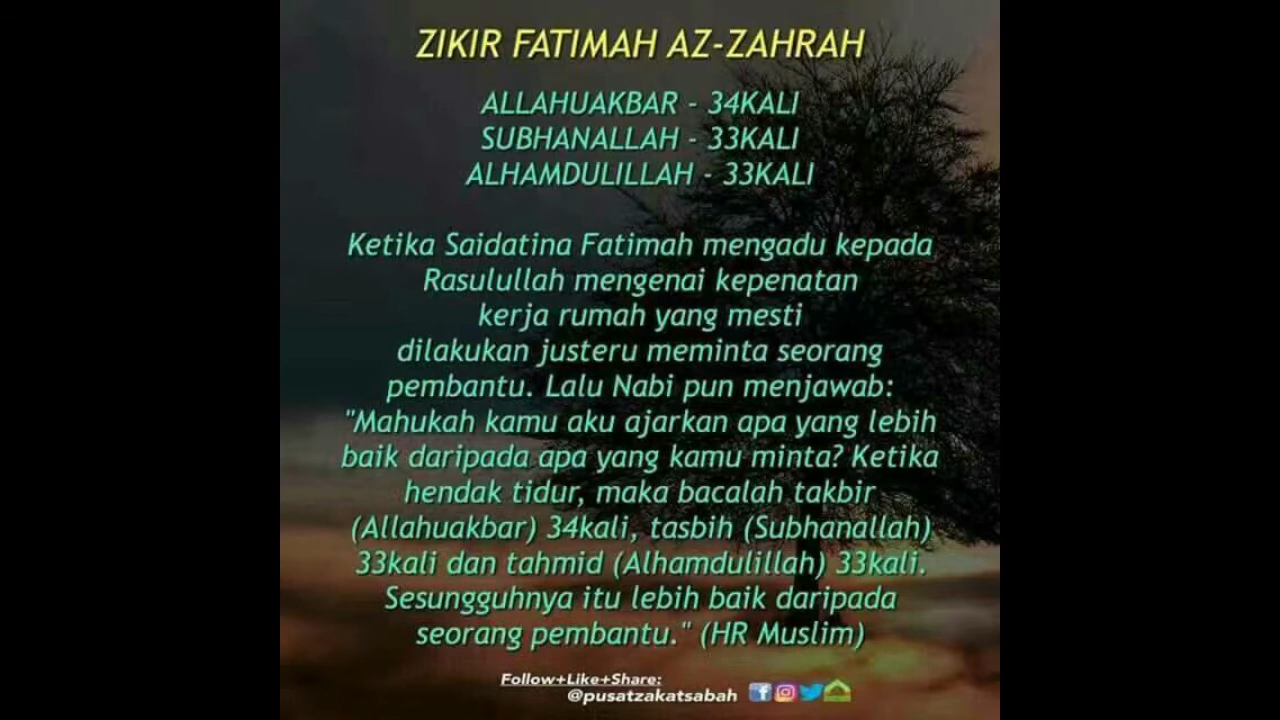 ZIKIR FATIMAH AZ-ZAHRAH
ALLAHUAKBAR - 34KALI
SUBHANALLAH - 33KALI
ALHAMDULILLAH - 33KALI
Ketika Saidatina Fatimah mengadu kepada
Rasulullah mengenai kepenatan
kerja rumah yang mesti
dilakukan justeru meminta seorang
pembantu. Lalu Nabi pun menjawab:
"Mahukah kamu aku ajarkan apa yang lebih
baik daripada apa yang kamu minta? Ketika
hendak tidur, maka bacalah takbir
(Allahuakbar) 34kali, tasbih (Subhanallah)
33kali dan tahmid (Alhamdulillah) 33kali.
Sesungguhnya itu lebih baik daripada
seorang pembantu." (HR Muslim)
Follow+Like+Share:
@pusatzakatsabah